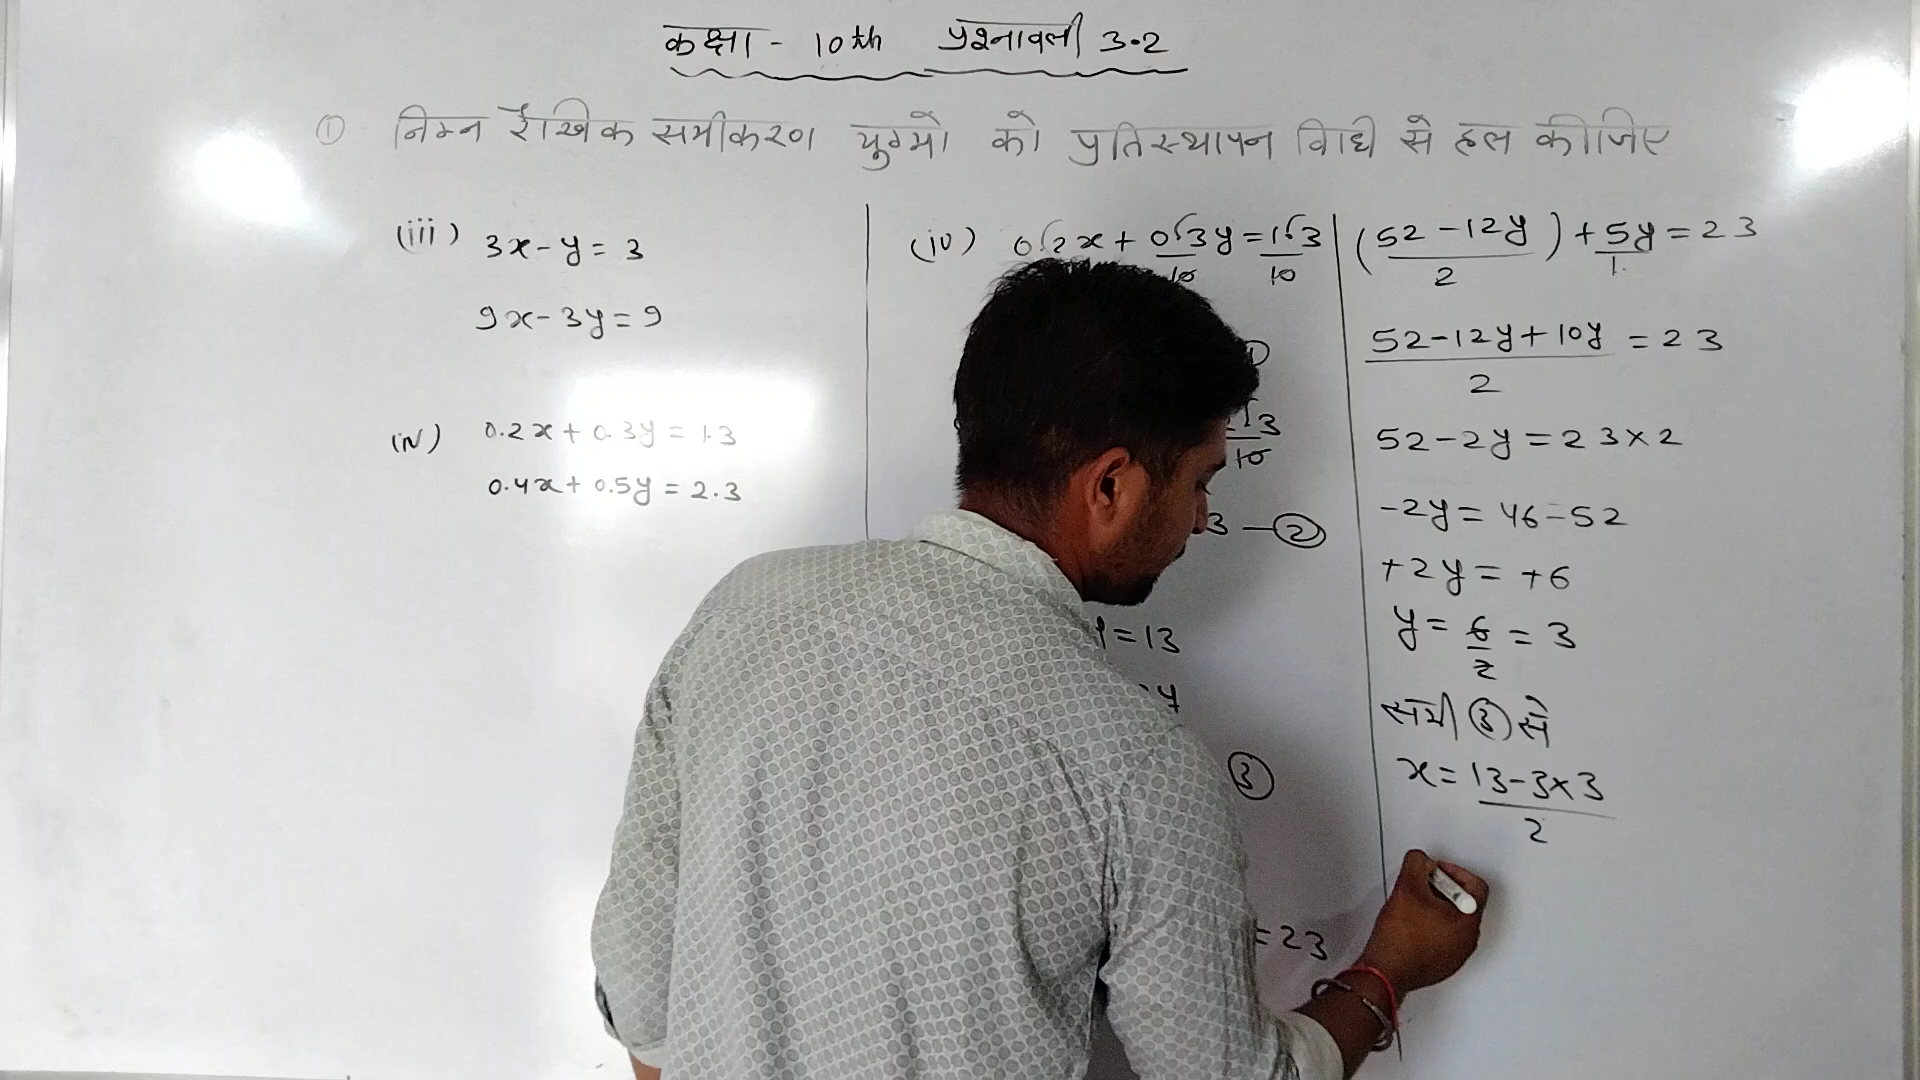 कक्षा - 10th प्रश्नावली 3.2
① निम्न रैखिक समीकरण युग्मो को प्रतिस्थापन विधि से हल कीजिए
(iii) 3x - y = 3
9x - 3y = 9
(iv) 0.2x + 0.3y = 1.3
0.4x + 0.5y = 2.3
(iv) 0.2x + 0.3y = 1.3
10 10
①
3
10
3 — ②
= 13
③
= 23
(52 - 12y / 2) + 5y / 1 = 23
52 - 12y + 10y / 2 = 23
52 - 2y = 23 × 2
-2y = 46 - 52
+2y = +6
y = 6/2 = 3
समी ③ से
x = 13 - 3×3 / 2